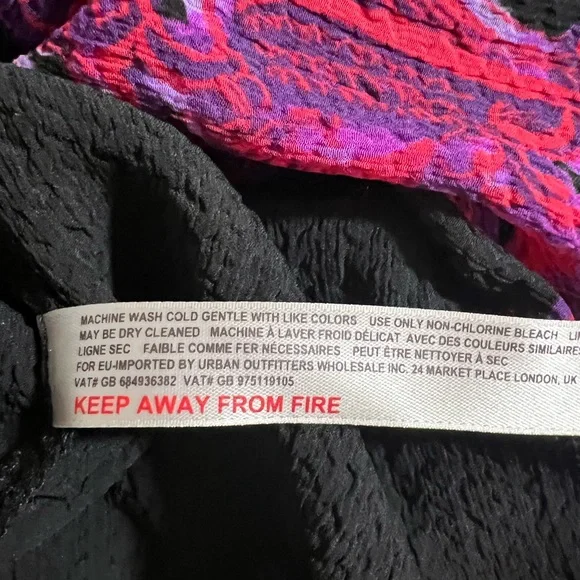 MACHINE WASH COLD GENTLE WITH LIKE COLORS USE ONLY NON-CHLORINE BLEACH
MAY BE DRY CLEANED MACHINE À LAVER FROID DÉLICAT AVEC DES COULEURS SIMILAIRE
LIGNE SEC FAIBLE COMME FER NÉCESSAIRES PEUT ÊTRE NETTOYER À SEC
FOR EU-IMPORTED BY URBAN OUTFITTERS WHOLESALE INC. 24 MARKET PLACE LONDON, UK
VAT# GB 684936382 VAT# GB 975119105
KEEP AWAY FROM FIRE